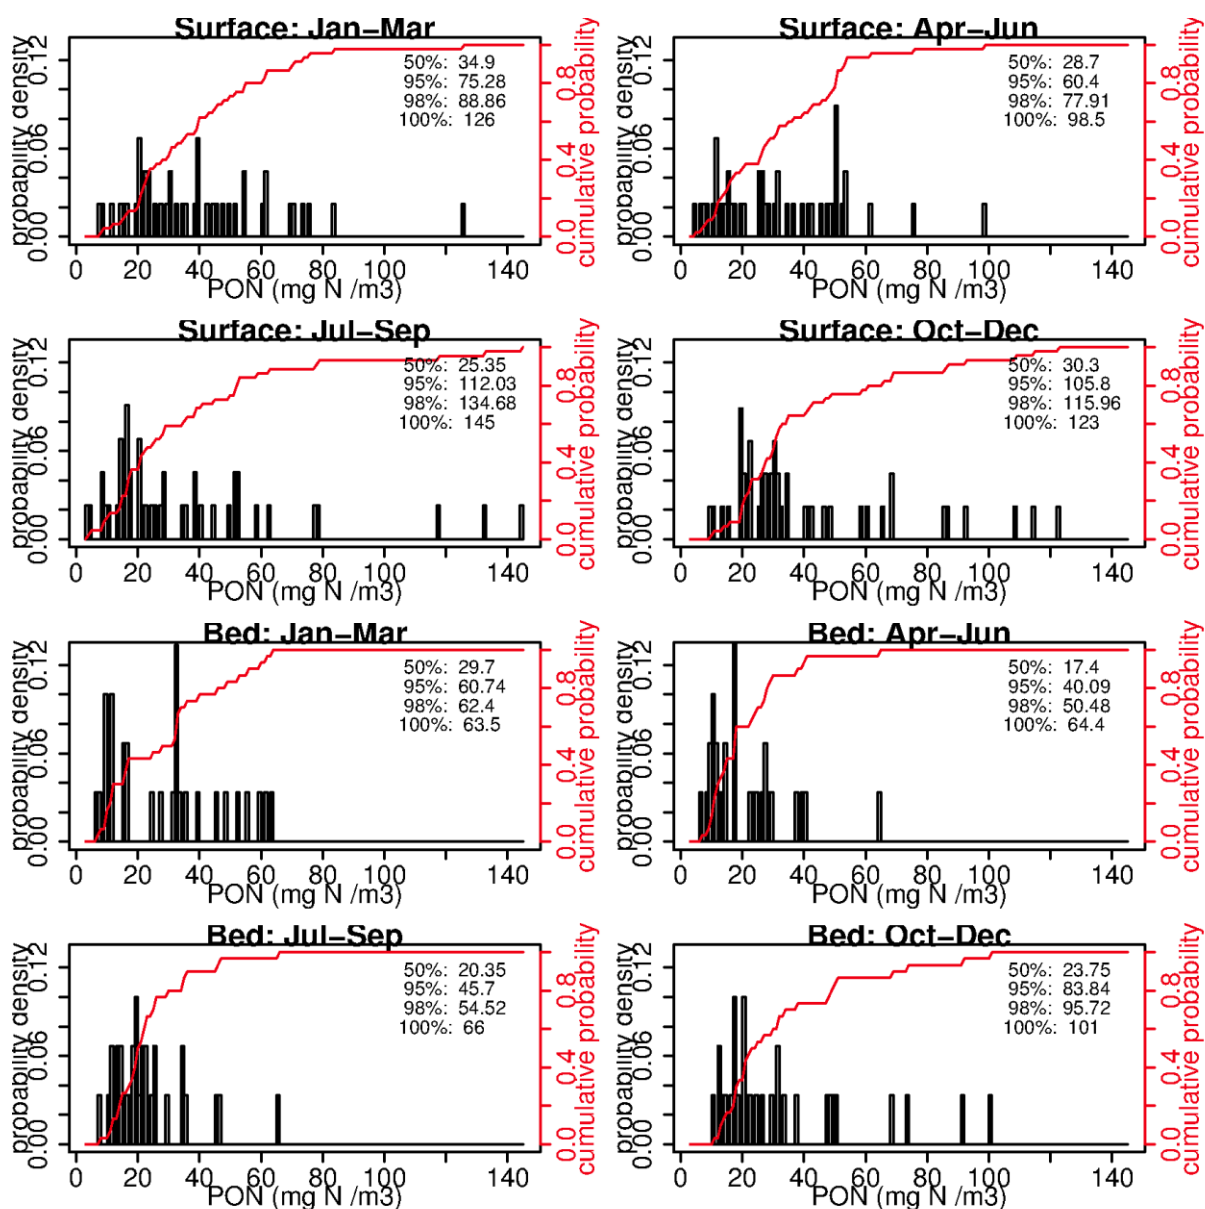 Surface: Jan−Mar
50%: 34.9
95%: 75.28
98%: 88.86
100%: 126
probability density
0.00 0.06 0.12
cumulative probability
0.0 0.4 0.8
0 20 40 60 80 100 140
PON (mg N /m3)
Surface: Apr−Jun
50%: 28.7
95%: 60.4
98%: 77.91
100%: 98.5
probability density
0.00 0.06 0.12
cumulative probability
0.0 0.4 0.8
0 20 40 60 80 100 140
PON (mg N /m3)
Surface: Jul−Sep
50%: 25.35
95%: 112.03
98%: 134.68
100%: 145
probability density
0.00 0.06 0.12
cumulative probability
0.0 0.4 0.8
0 20 40 60 80 100 140
PON (mg N /m3)
Surface: Oct−Dec
50%: 30.3
95%: 105.8
98%: 115.96
100%: 123
probability density
0.00 0.06 0.12
cumulative probability
0.0 0.4 0.8
0 20 40 60 80 100 140
PON (mg N /m3)
Bed: Jan−Mar
50%: 29.7
95%: 60.74
98%: 62.4
100%: 63.5
probability density
0.00 0.06 0.12
cumulative probability
0.0 0.4 0.8
0 20 40 60 80 100 140
PON (mg N /m3)
Bed: Apr−Jun
50%: 17.4
95%: 40.09
98%: 50.48
100%: 64.4
probability density
0.00 0.06 0.12
cumulative probability
0.0 0.4 0.8
0 20 40 60 80 100 140
PON (mg N /m3)
Bed: Jul−Sep
50%: 20.35
95%: 45.7
98%: 54.52
100%: 66
probability density
0.00 0.06 0.12
cumulative probability
0.0 0.4 0.8
0 20 40 60 80 100 140
PON (mg N /m3)
Bed: Oct−Dec
50%: 23.75
95%: 83.84
98%: 95.72
100%: 101
probability density
0.00 0.06 0.12
cumulative probability
0.0 0.4 0.8
0 20 40 60 80 100 140
PON (mg N /m3)